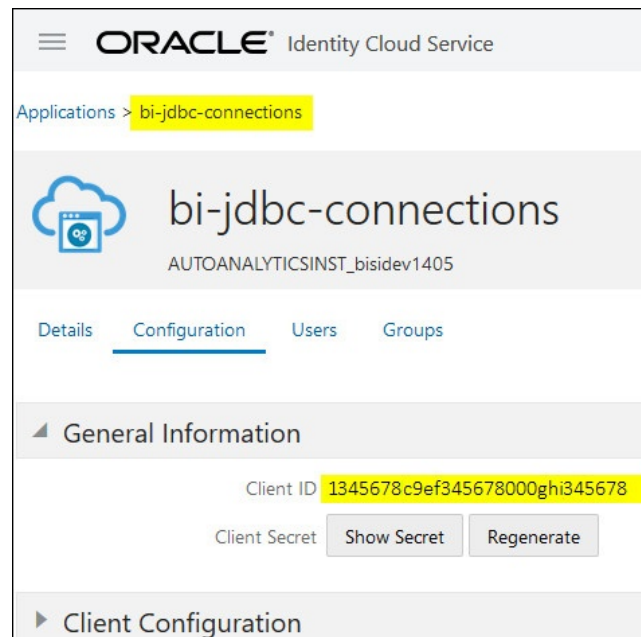 ORACLE® Identity Cloud Service
Applications > bi-jdbc-connections
bi-jdbc-connections
AUTOANALYTICSINST_bisidev1405
Details Configuration Users Groups
General Information
Client ID 1345678c9ef345678000ghi345678
Client Secret Show Secret Regenerate
Client Configuration